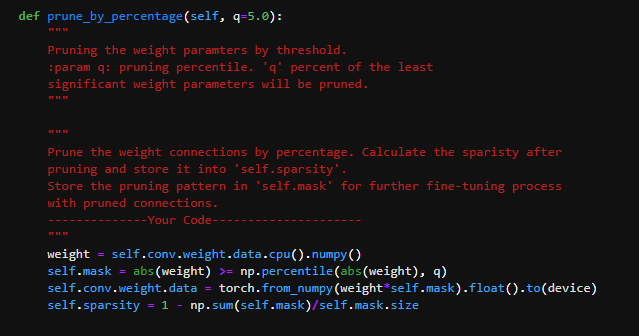 def prune_by_percentage(self, q=5.0):
"""
Pruning the weight paramters by threshold.
:param q: pruning percentile. 'q' percent of the least
significant weight parameters will be pruned.
"""
"""
Prune the weight connections by percentage. Calculate the sparisty after
pruning and store it into 'self.sparsity'.
Store the pruning pattern in 'self.mask' for further fine-tuning process
with pruned connections.
--------------Your Code---------------------
"""
weight = self.conv.weight.data.cpu().numpy()
self.mask = abs(weight) >= np.percentile(abs(weight), q)
self.conv.weight.data = torch.from_numpy(weight*self.mask).float().to(device)
self.sparsity = 1 - np.sum(self.mask)/self.mask.size